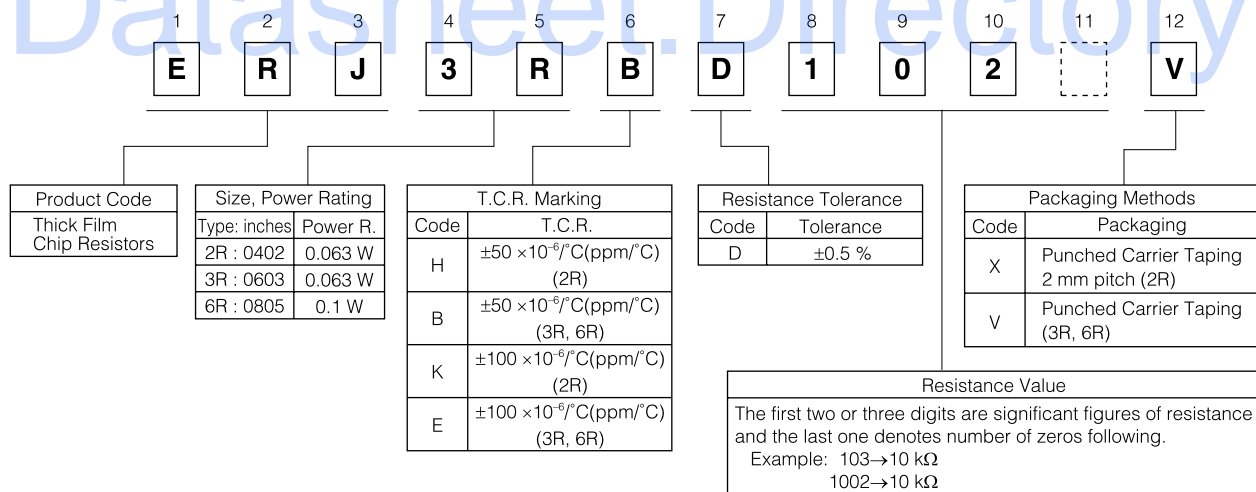 Datasheet.Directory
1 2 3 4 5 6 7 8 9 10 11 12
E R J 3 R B D 1 0 2 V
Product Code
Thick Film
Chip Resistors
Size, Power Rating
Type: inches Power R.
2R : 0402 0.063 W
3R : 0603 0.063 W
6R : 0805 0.1 W
T.C.R. Marking
Code T.C.R.
H ±50 ×10⁻⁶/°C(ppm/°C)
(2R)
B ±50 ×10⁻⁶/°C(ppm/°C)
(3R, 6R)
K ±100 ×10⁻⁶/°C(ppm/°C)
(2R)
E ±100 ×10⁻⁶/°C(ppm/°C)
(3R, 6R)
Resistance Tolerance
Code Tolerance
D ±0.5 %
Packaging Methods
Code Packaging
X Punched Carrier Taping
2 mm pitch (2R)
V Punched Carrier Taping
(3R, 6R)
Resistance Value
The first two or three digits are significant figures of resistance
and the last one denotes number of zeros following.
Example: 103→10 kΩ
1002→10 kΩ